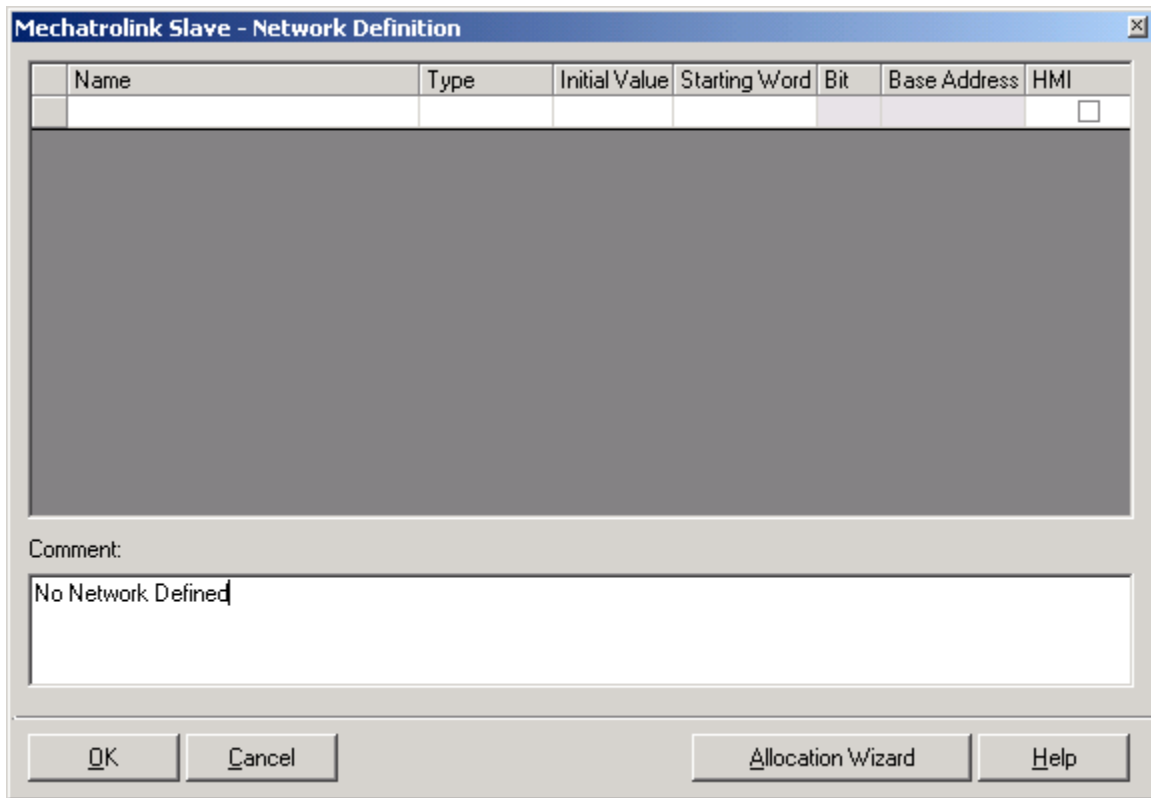 Mechatrolink Slave - Network Definition
Name Type Initial Value Starting Word Bit Base Address HMI
Comment:
No Network Defined
OK Cancel Allocation Wizard Help